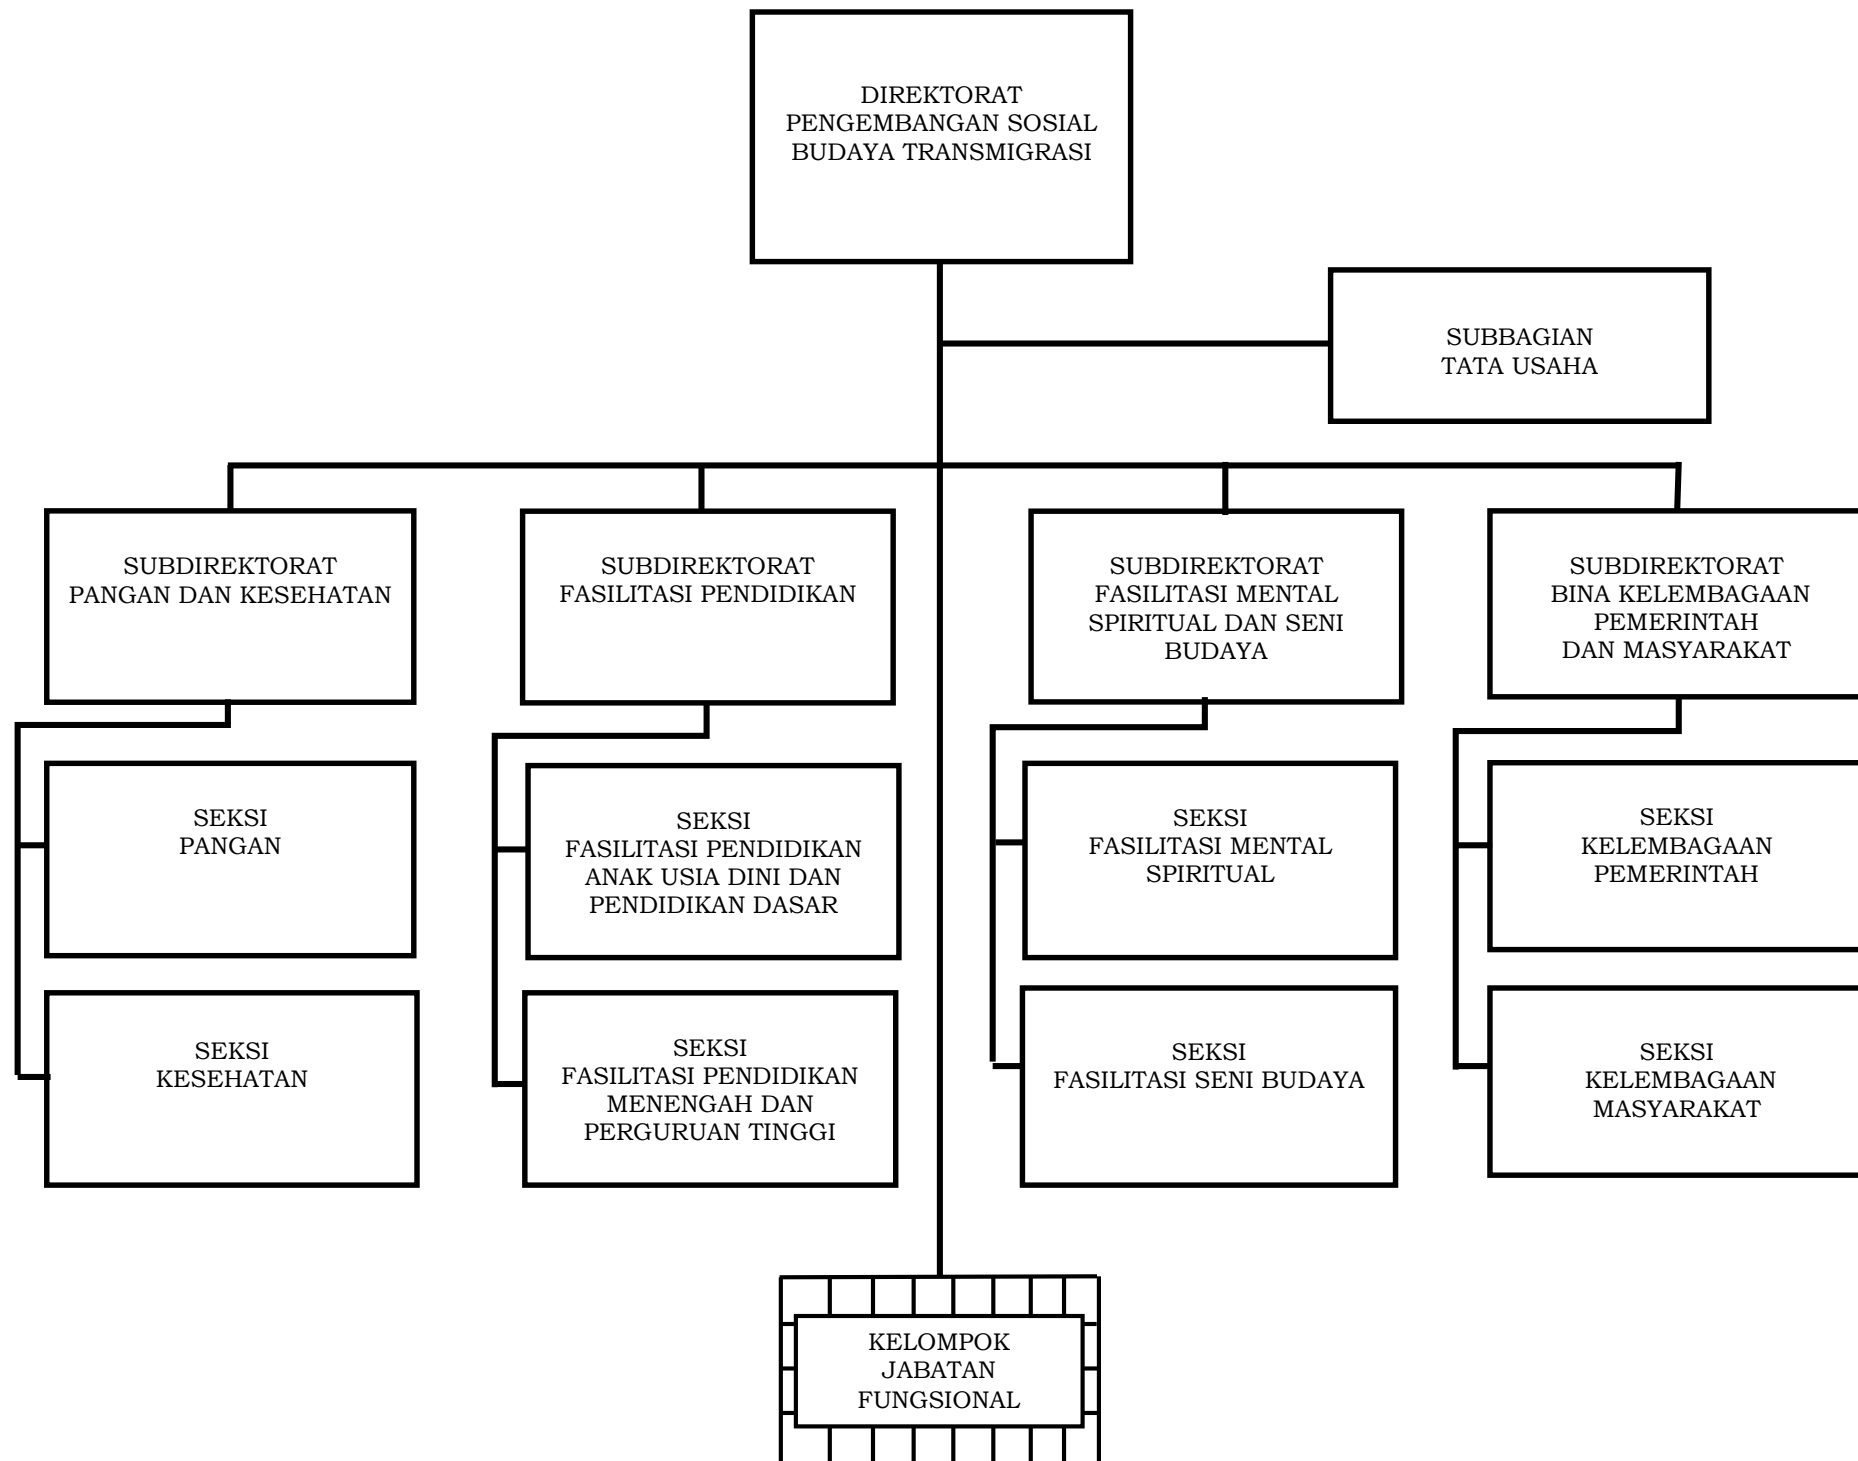 DIREKTORAT
PENGEMBANGAN SOSIAL
BUDAYA TRANSMIGRASI
SUBBAGIAN
TATA USAHA
SUBDIREKTORAT
PANGAN DAN KESEHATAN
SUBDIREKTORAT
FASILITASI PENDIDIKAN
SUBDIREKTORAT
FASILITASI MENTAL
SPIRITUAL DAN SENI
BUDAYA
SUBDIREKTORAT
BINA KELEMBAGAAN
PEMERINTAH
DAN MASYARAKAT
SEKSI
PANGAN
SEKSI
FASILITASI PENDIDIKAN
ANAK USIA DINI DAN
PENDIDIKAN DASAR
SEKSI
FASILITASI MENTAL
SPIRITUAL
SEKSI
KELEMBAGAAN
PEMERINTAH
SEKSI
KESEHATAN
SEKSI
FASILITASI PENDIDIKAN
MENENGAH DAN
PERGURUAN TINGGI
SEKSI
FASILITASI SENI BUDAYA
SEKSI
KELEMBAGAAN
MASYARAKAT
KELOMPOK
JABATAN
FUNGSIONAL